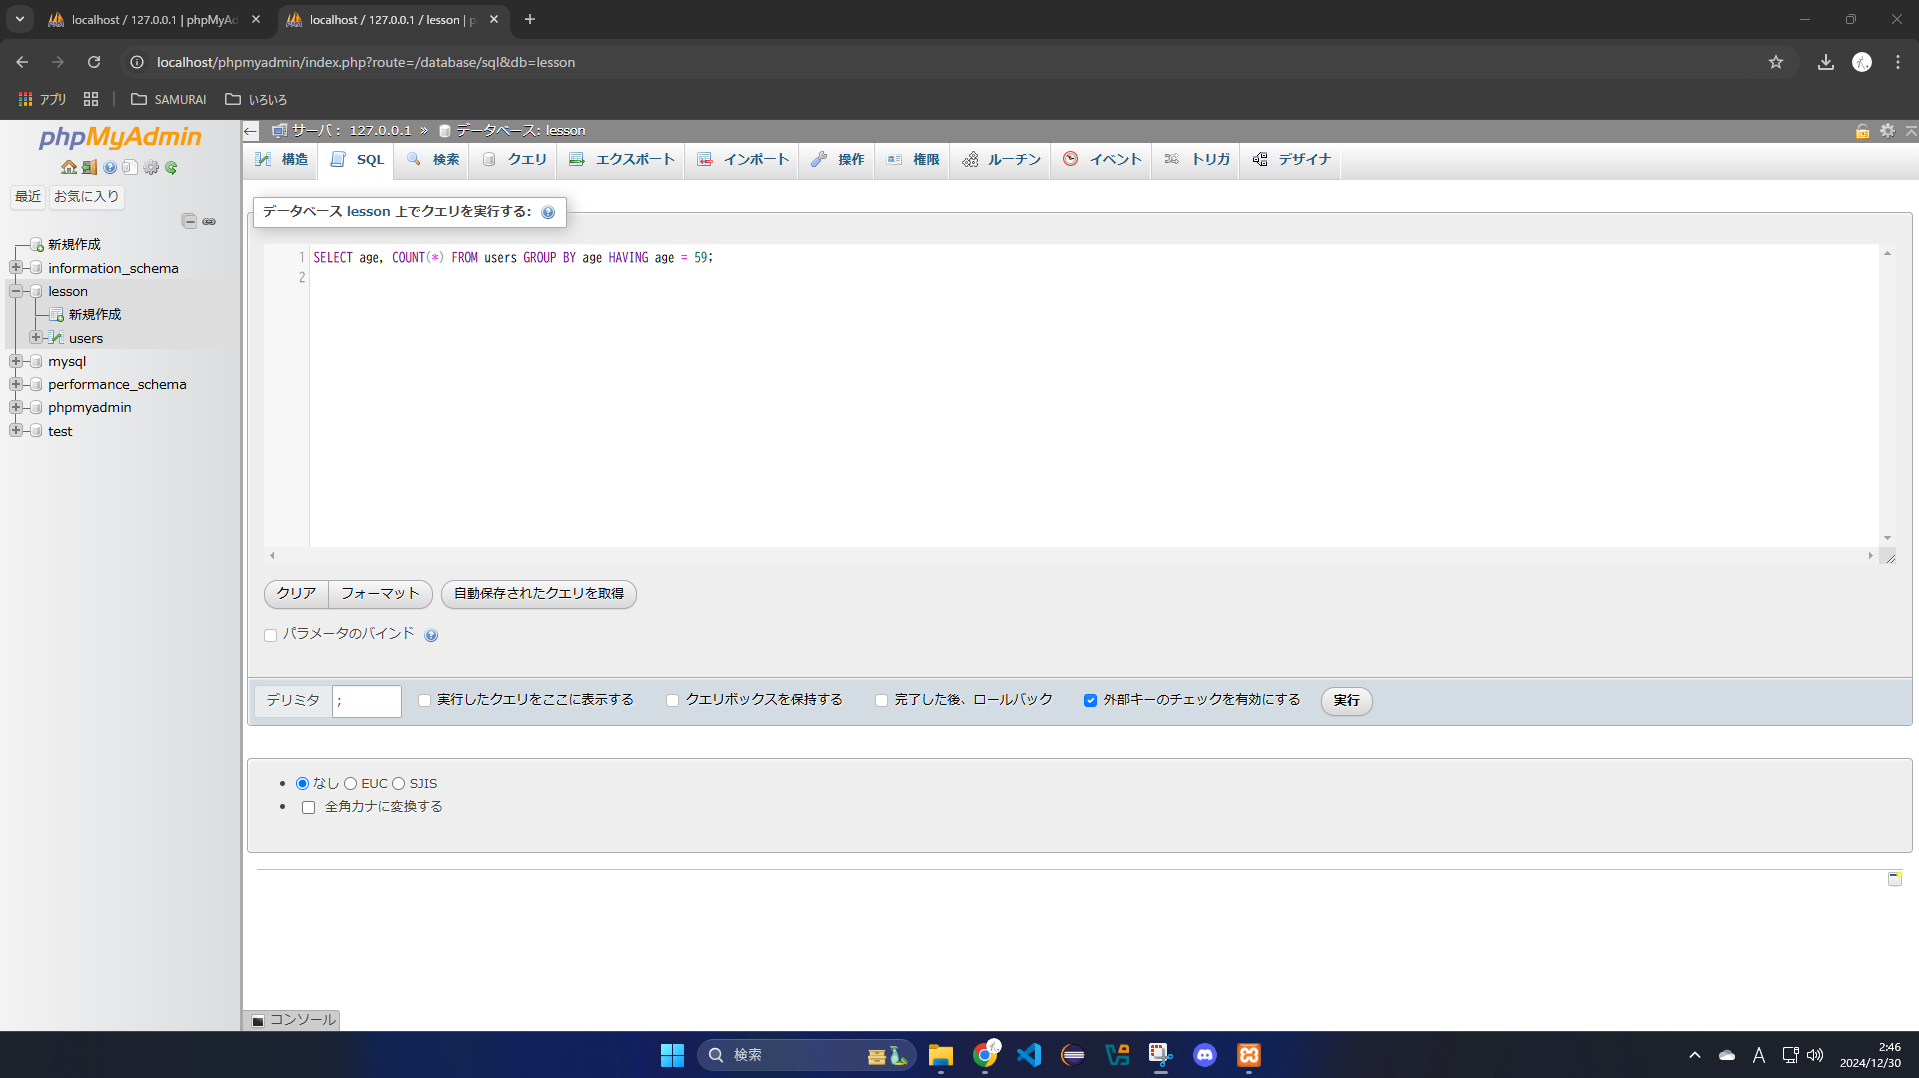 localhost / 127.0.0.1 | phpMyAd
localhost / 127.0.0.1 / lesson | p
localhost/phpmyadmin/index.php?route=/database/sql&db=lesson
アプリ
SAMURAI
いろいろ
phpMyAdmin
最近
お気に入り
新規作成
information_schema
lesson
新規作成
users
mysql
performance_schema
phpmyadmin
test
サーバ: 127.0.0.1 » データベース: lesson
構造 SQL 検索 クエリ エクスポート インポート 操作 権限 ルーチン イベント トリガ デザイナ
データベース lesson 上でクエリを実行する:
1 SELECT age, COUNT(*) FROM users GROUP BY age HAVING age = 59;
2
クリア フォーマット 自動保存されたクエリを取得
パラメータのバインド
デリミタ ; 実行したクエリをここに表示する クエリボックスを保持する 完了した後、ロールバック 外部キーのチェックを有効にする 実行
なし EUC SJIS
全角カナに変換する
コンソール
検索
A
2:46
2024/12/30